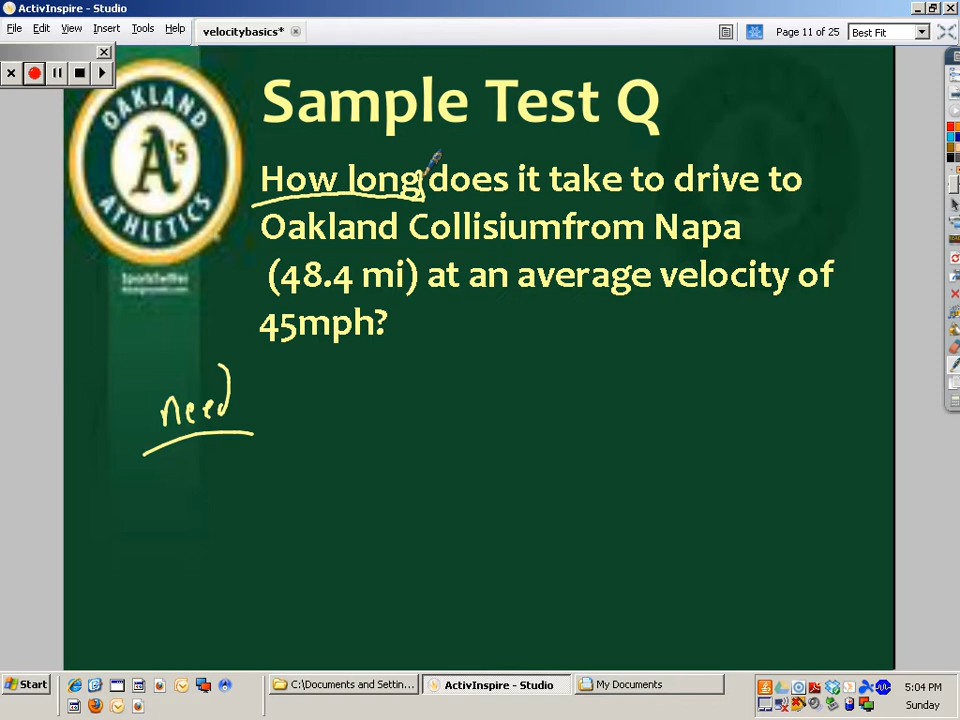 ActivInspire - Studio
File Edit View Insert Tools Help
velocitybasics*
Page 11 of 25
Best Fit
OAKLAND
A's
ATHLETICS
Sample Test Q
How long does it take to drive to
Oakland Collisiumfrom Napa
(48.4 mi) at an average velocity of
45mph?
need
Start
C:\Documents and Settin...
ActivInspire - Studio
My Documents
5:04 PM
Sunday